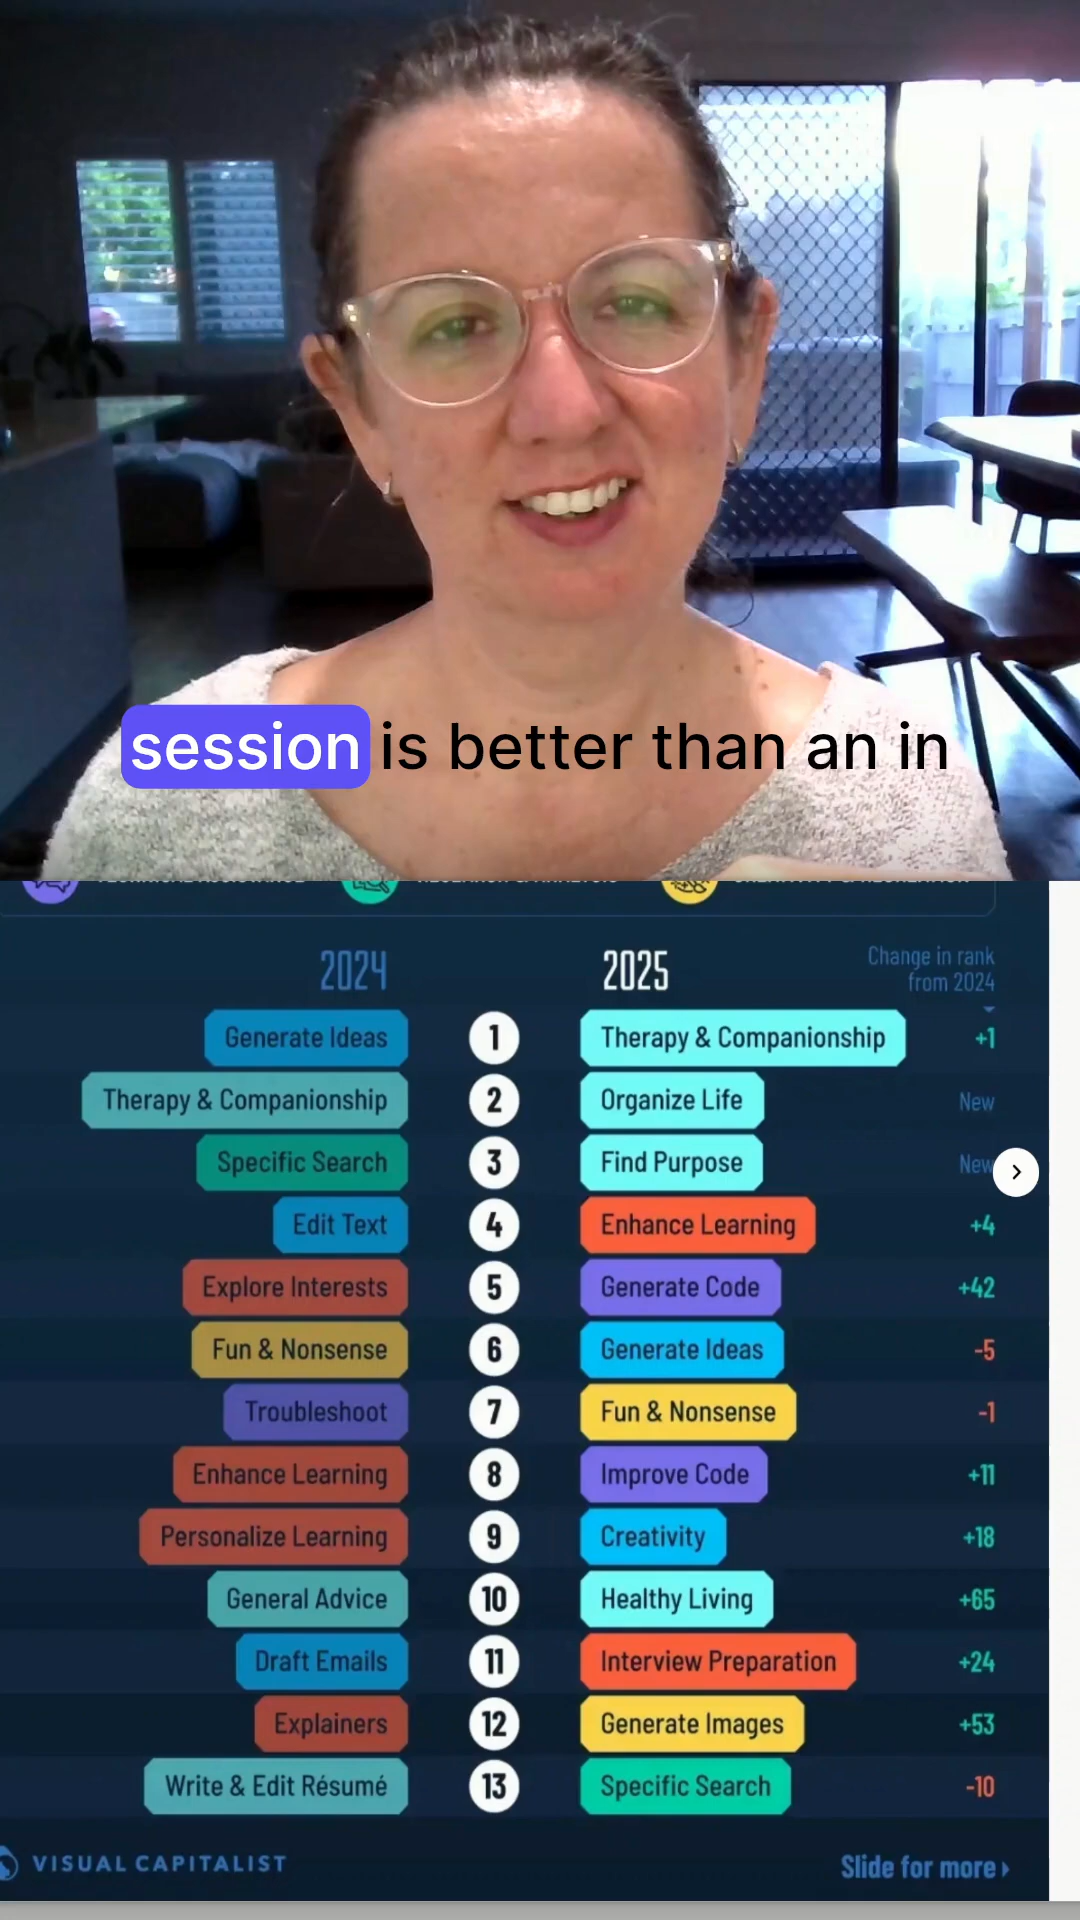 session is better than an in
2024
2025
Change in rank
from 2024
Generate Ideas 1 Therapy & Companionship +1
Therapy & Companionship 2 Organize Life New
Specific Search 3 Find Purpose New
Edit Text 4 Enhance Learning +4
Explore Interests 5 Generate Code +42
Fun & Nonsense 6 Generate Ideas -5
Troubleshoot 7 Fun & Nonsense -1
Enhance Learning 8 Improve Code +11
Personalize Learning 9 Creativity +18
General Advice 10 Healthy Living +65
Draft Emails 11 Interview Preparation +24
Explainers 12 Generate Images +53
Write & Edit Résumé 13 Specific Search -10
VISUAL CAPITALIST
Slide for more